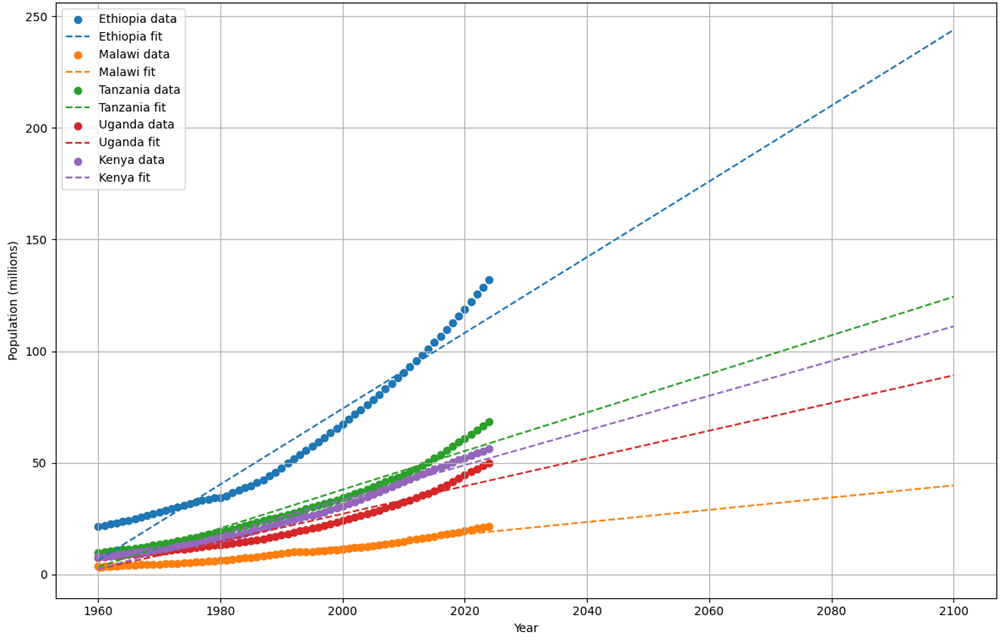 Ethiopia data
Ethiopia fit
Malawi data
Malawi fit
Tanzania data
Tanzania fit
Uganda data
Uganda fit
Kenya data
Kenya fit
250
200
150
100
50
0
Population (millions)
1960 1980 2000 2020 2040 2060 2080 2100
Year